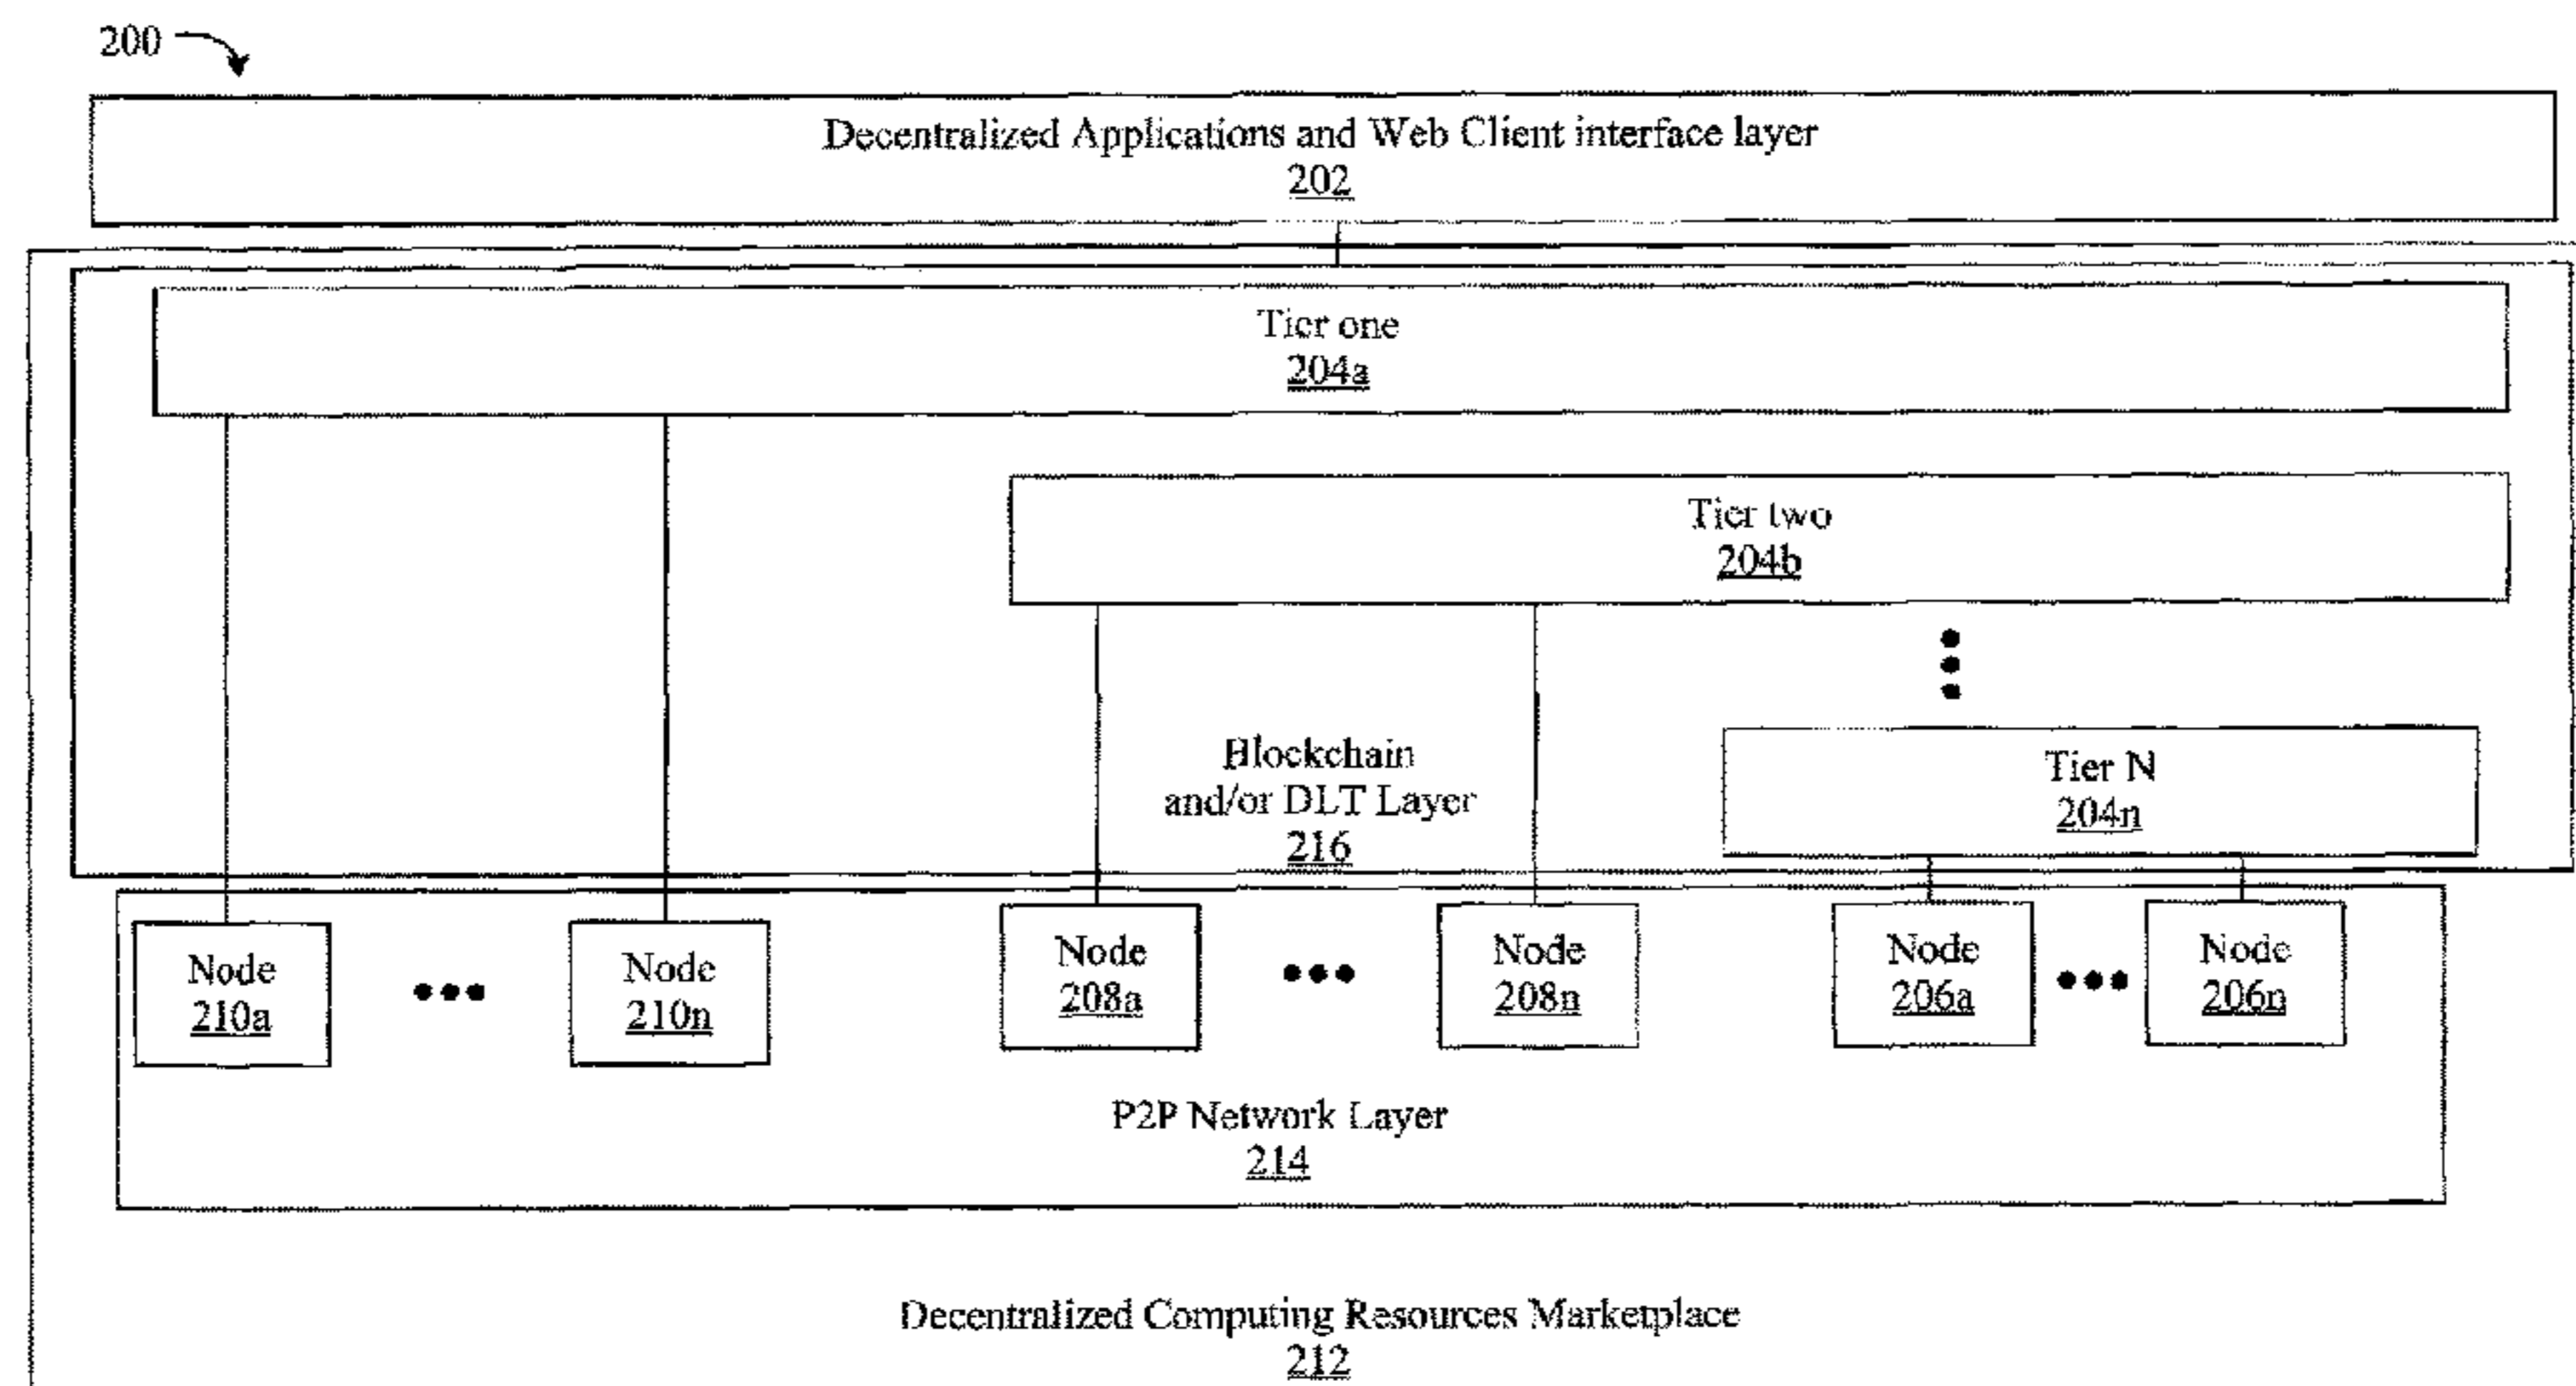 200
Decentralized Applications and Web Client interface layer
202
Tier one
204a
Tier two
204b
Blockchain
and/or DLT Layer
216
Tier N
204n
Node
210a
Node
210n
Node
208a
Node
208n
Node
206a
Node
206n
P2P Network Layer
214
Decentralized Computing Resources Marketplace
212